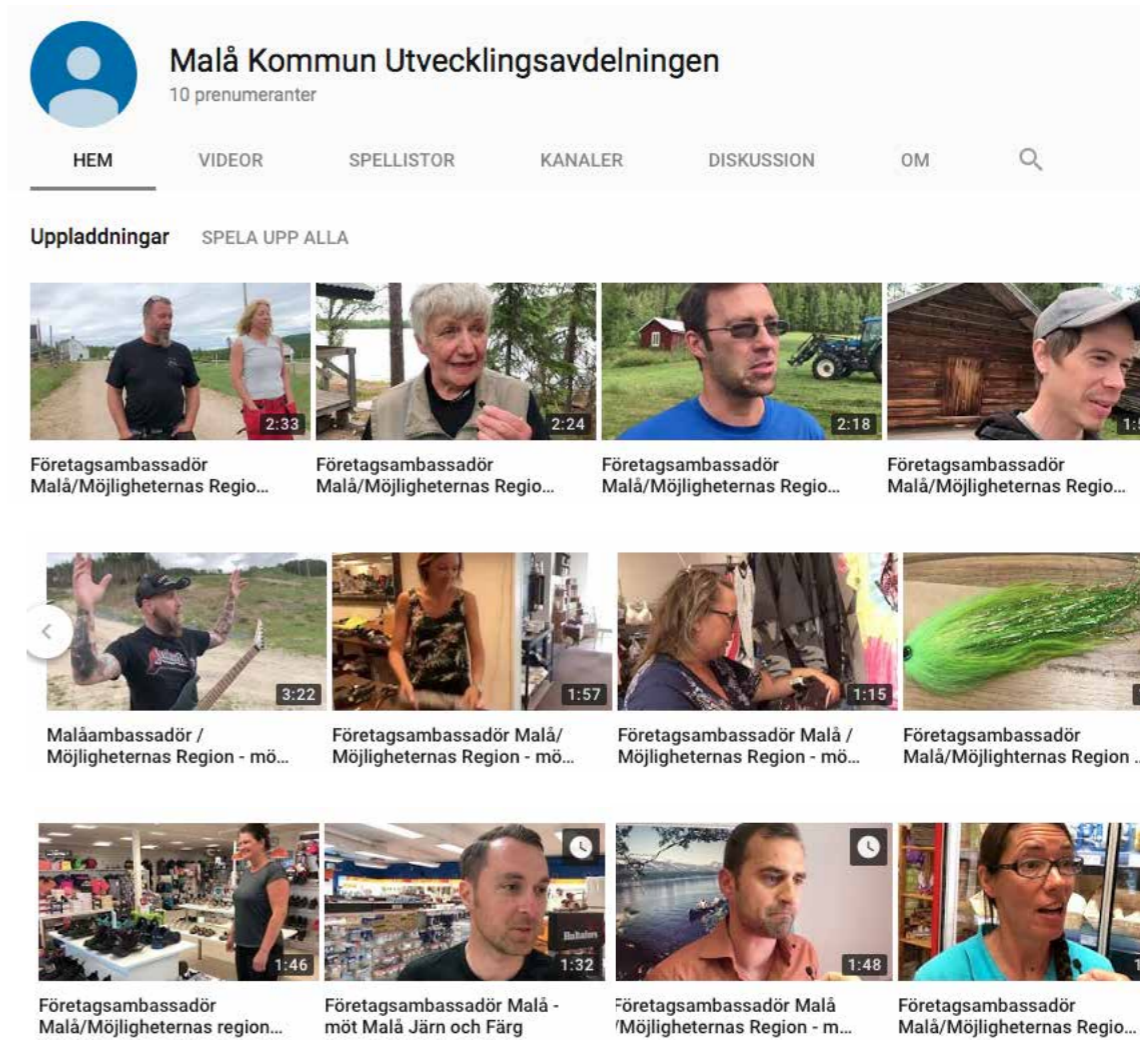 Malå Kommun Utvecklingsavdelningen
10 prenumeranter
HEM VIDEOR SPELLISTOR KANALER DISKUSSION OM
Uppladdningar SPELA UPP ALLA
2:33 2:24 2:18
Företagsambassadör
Malå/Möjligheternas Regio...
Företagsambassadör
Malå/Möjligheternas Regio...
Företagsambassadör
Malå/Möjligheternas Regio...
Företagsambassadör
Malå/Möjligheternas Regio...
3:22 1:57 1:15
Malåambassadör /
Möjligheternas Region - mö...
Företagsambassadör Malå/
Möjligheternas Region - mö...
Företagsambassadör Malå /
Möjligheternas Region - mö...
Företagsambassadör
Malå/Möjlighternas Region ..
1:46 1:32 1:48
Företagsambassadör
Malå/Möjligheternas region...
Företagsambassadör Malå -
möt Malå Järn och Färg
Företagsambassadör Malå
/Möjligheternas Region - m...
Företagsambassadör
Malå/Möjligheternas Regio...